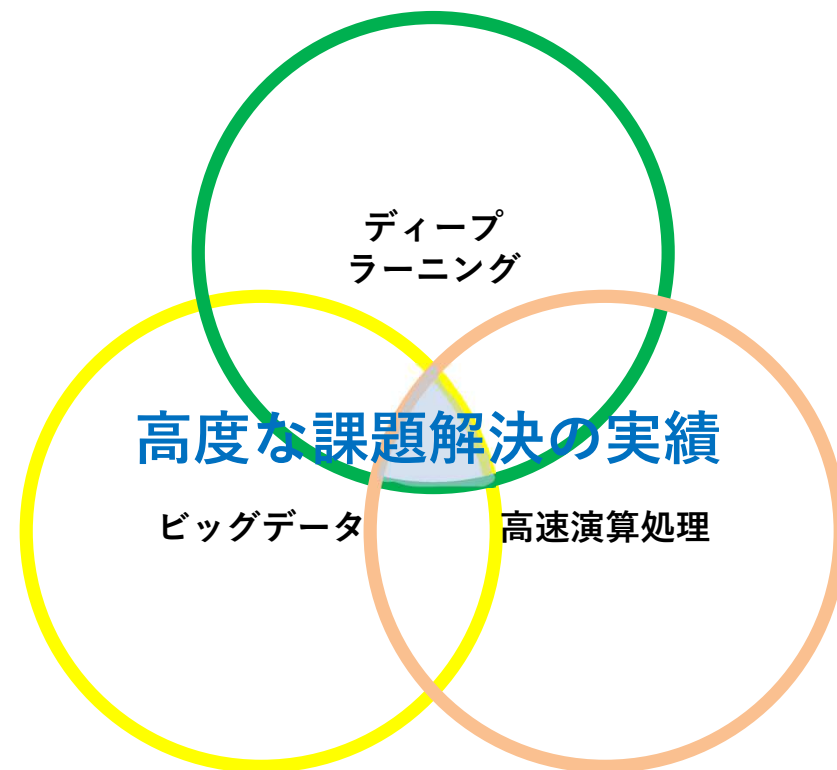 ディープ
ラーニング
高度な課題解決の実績
ビッグデータ
高速演算処理